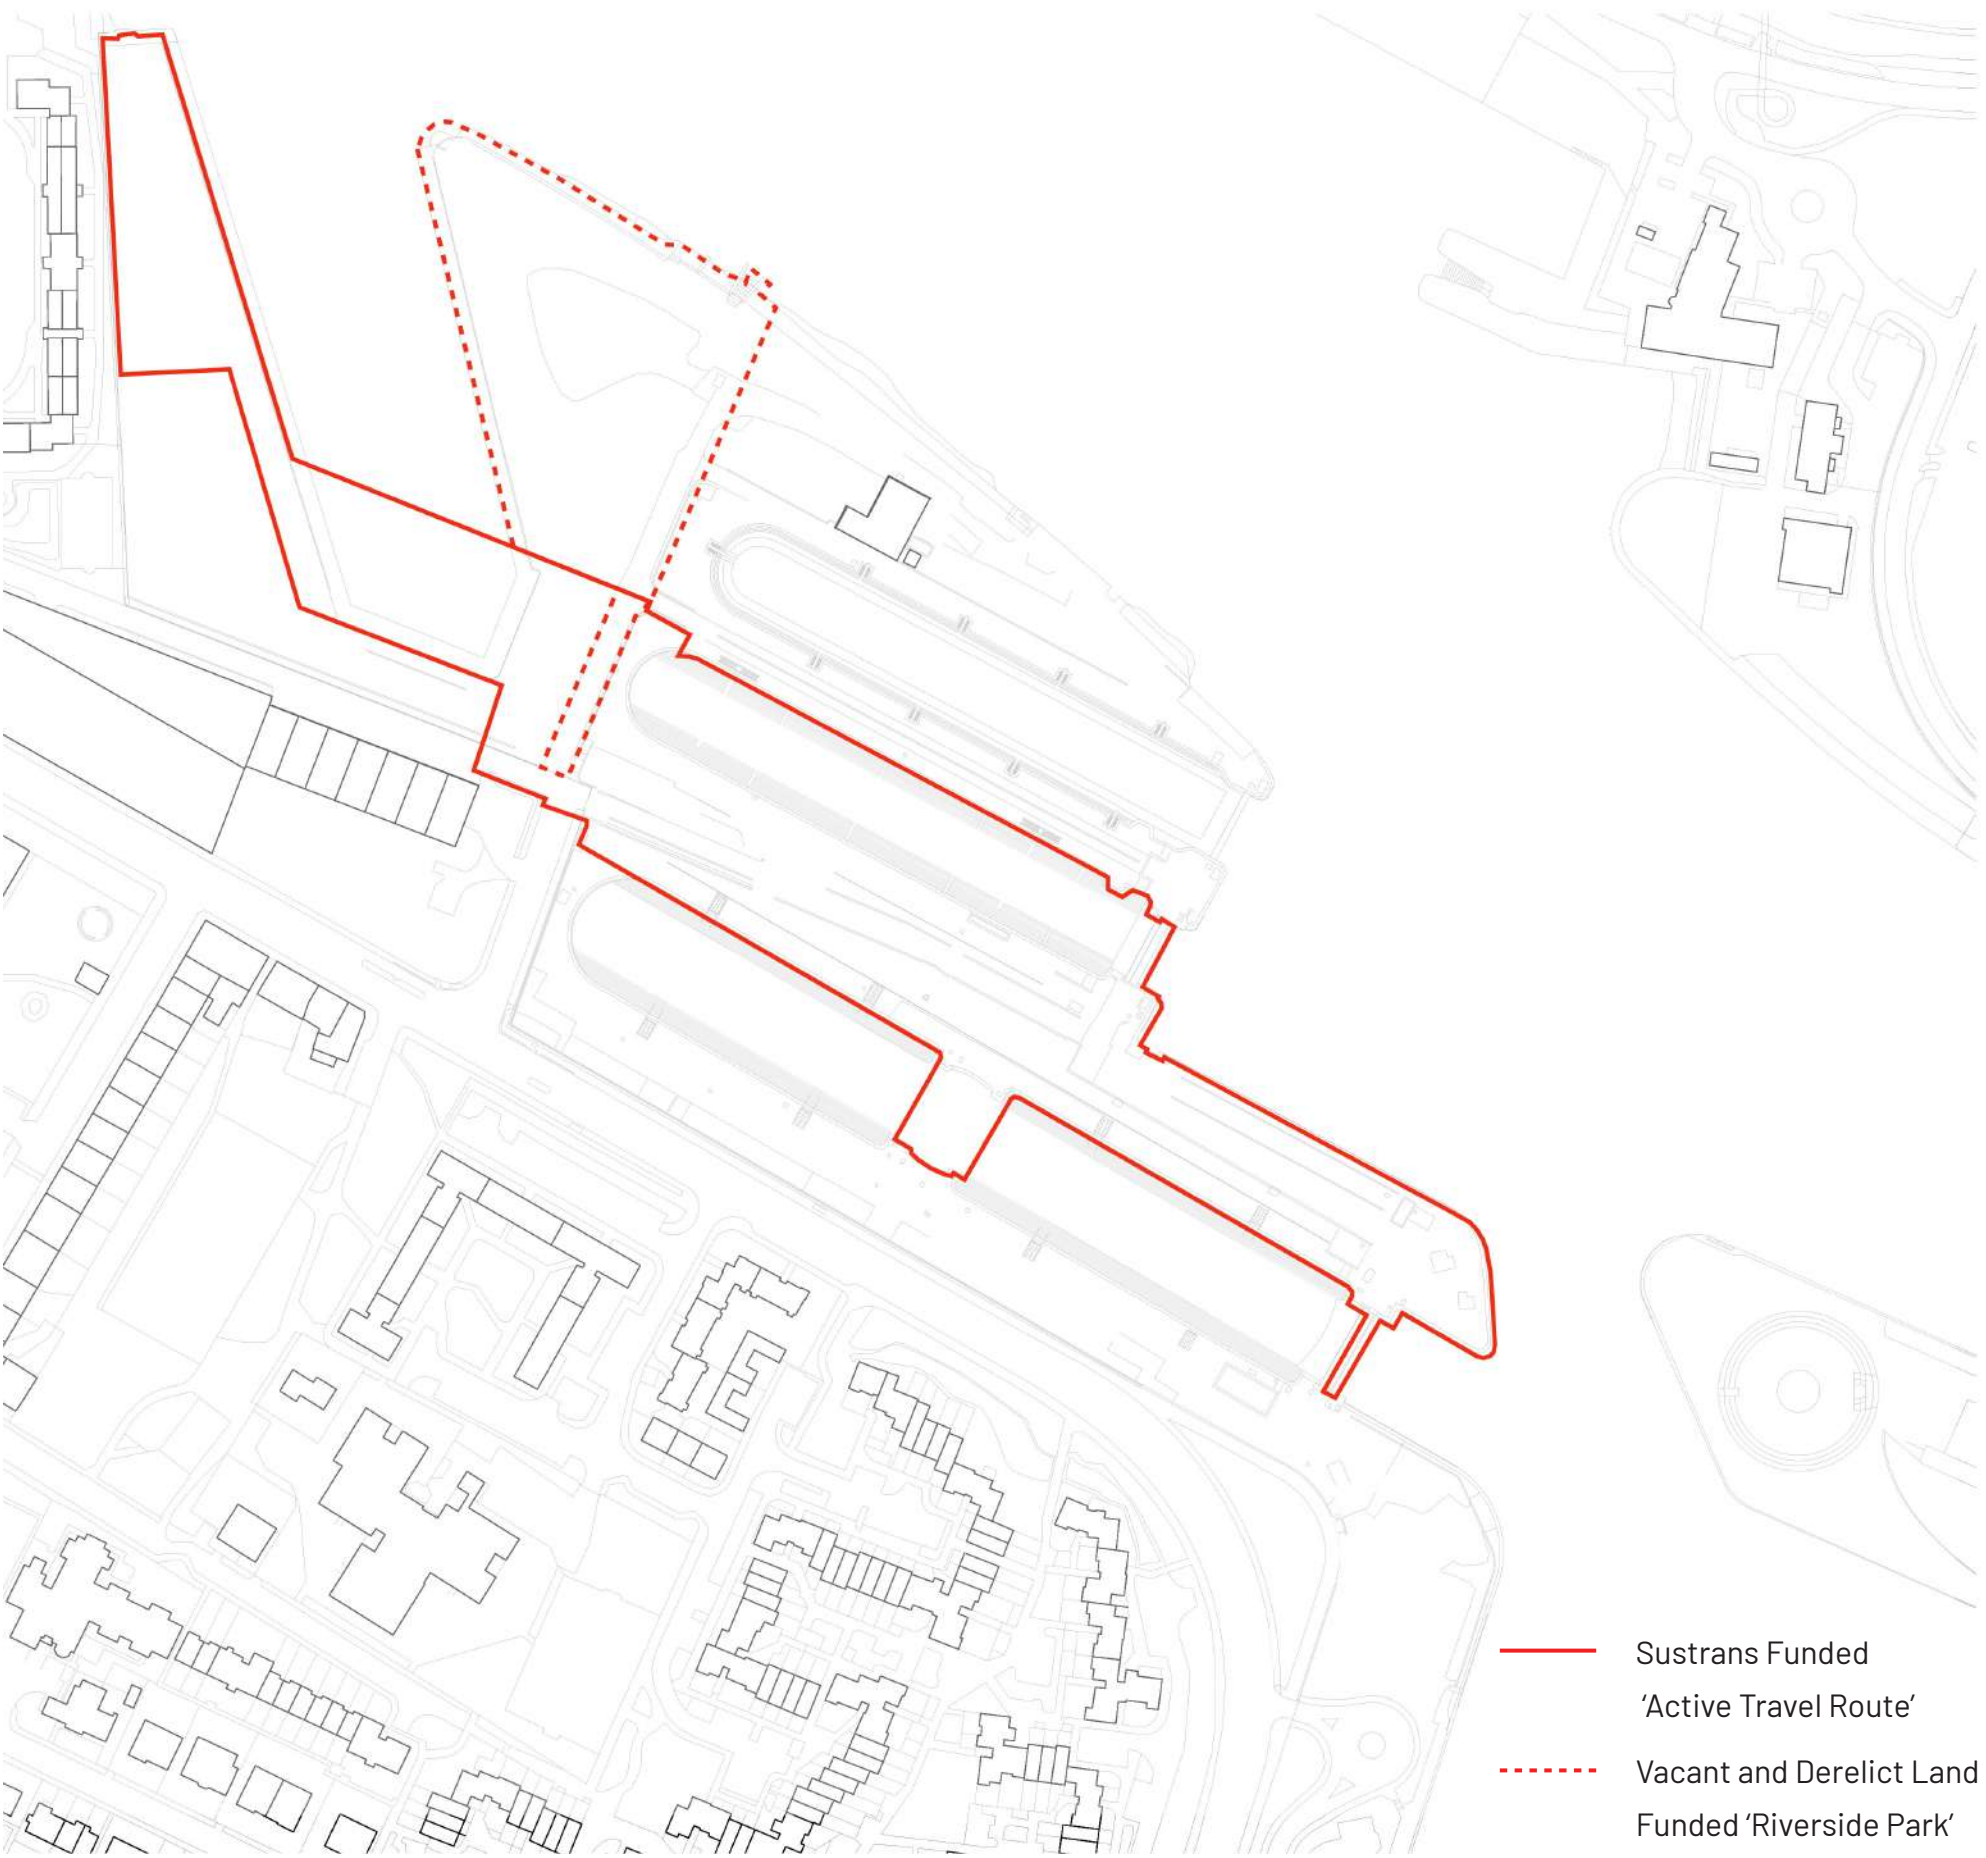 Sustrans Funded
‘Active Travel Route’
Vacant and Derelict Land
Funded ‘Riverside Park’